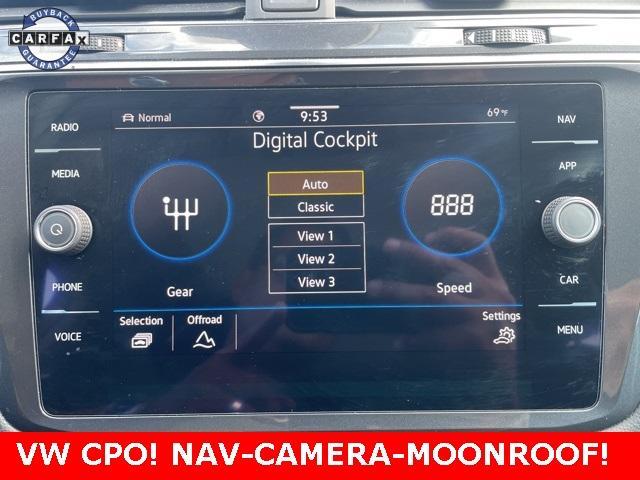 BUYBACK
CARFAX
GUARANTEE
RADIO
MEDIA
PHONE
VOICE
Normal
9:53
69°F
Digital Cockpit
Auto
Classic
View 1
View 2
View 3
888
Gear
Speed
Selection
Offroad
Settings
NAV
APP
CAR
MENU
VW CPO! NAV-CAMERA-MOONROOF!